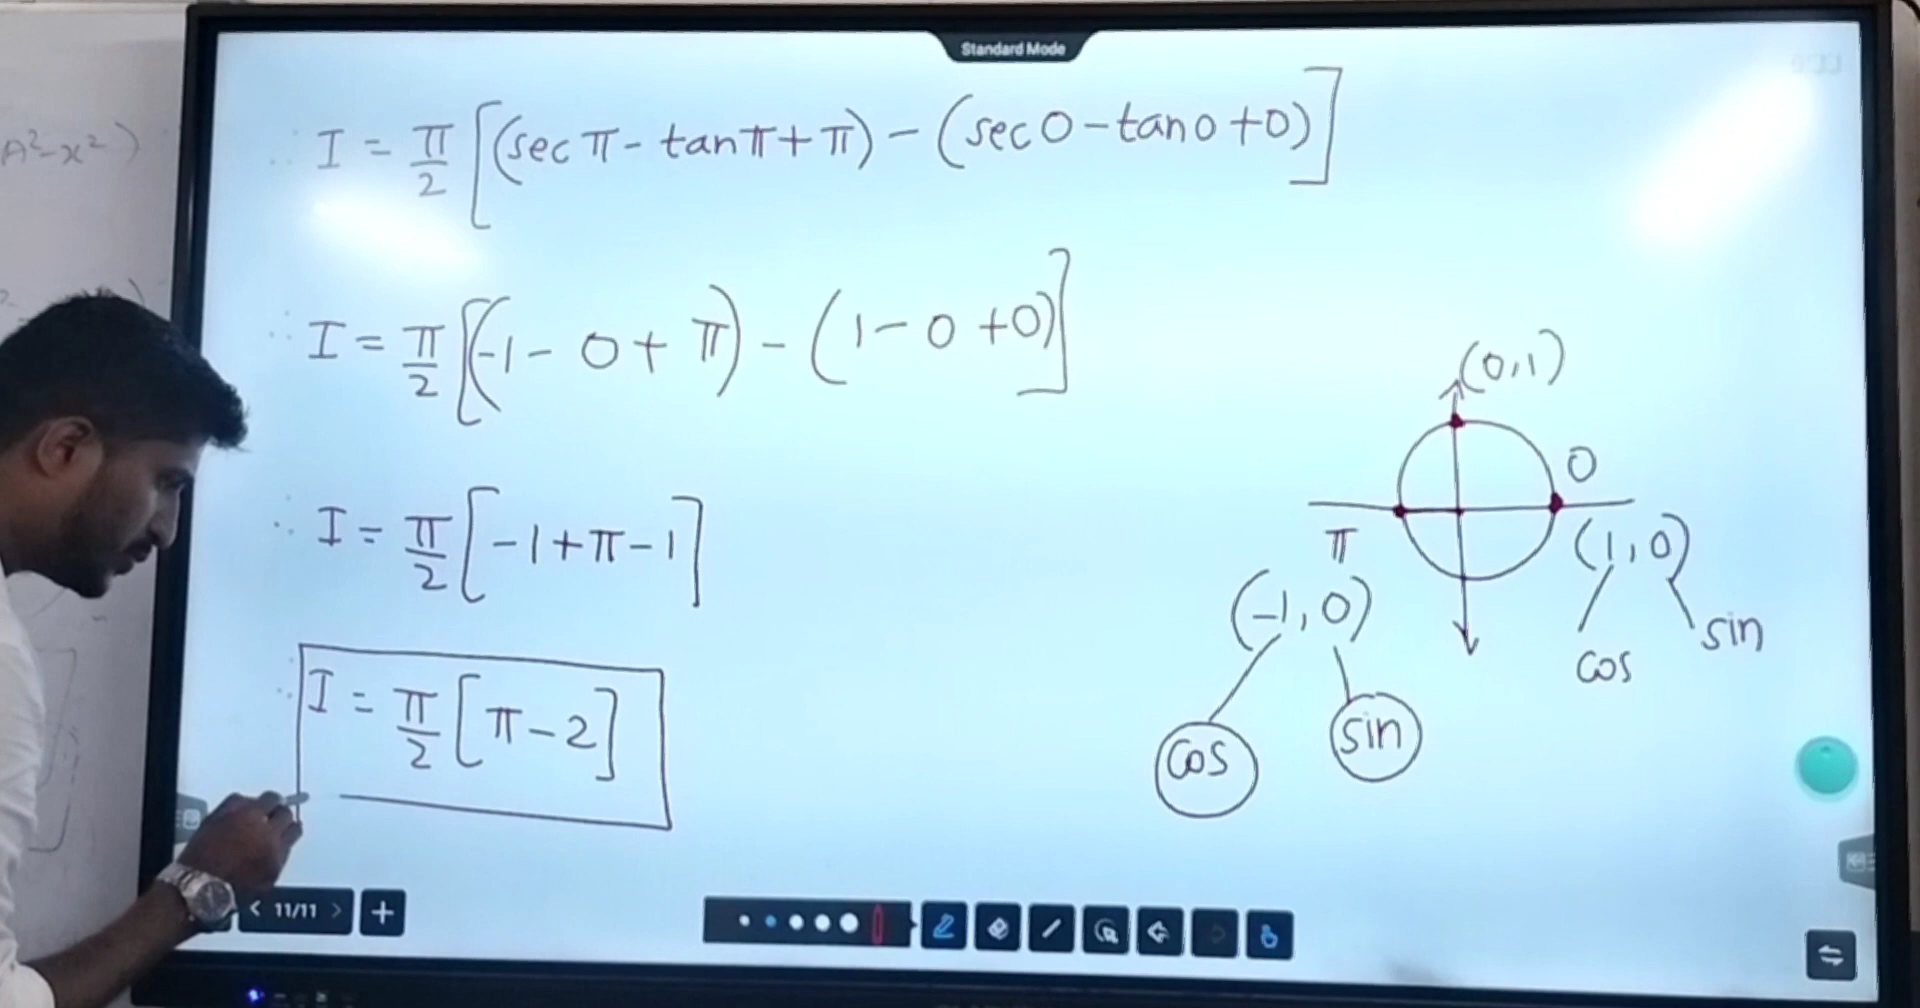 Standard Mode
A²-x²)
∴ I = π/2 [(sec π - tan π + π) - (sec 0 - tan 0 + 0)]
∴ I = π/2 [(-1 - 0 + π) - (1 - 0 + 0)]
∴ I = π/2 [-1 + π - 1]
∴ I = π/2 [π - 2]
(0,1)
0
π
(1,0)
(-1,0)
cos
sin
cos
sin
< 11/11 > +